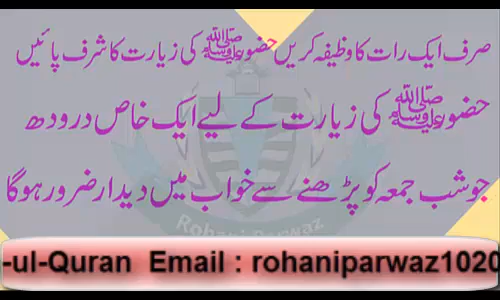 صرف ایک رات کا وظیفہ کریں حضور ﷺ کی زیارت کا شرف پائیں
حضور ﷺ کی زیارت کے لیے ایک خاص درودھ
جو شب جمعہ کو پڑھنے سے خواب میں دیدار ضرور ہوگا
Rohani Parwaz
-ul-Quran Email : rohaniparwaz1020